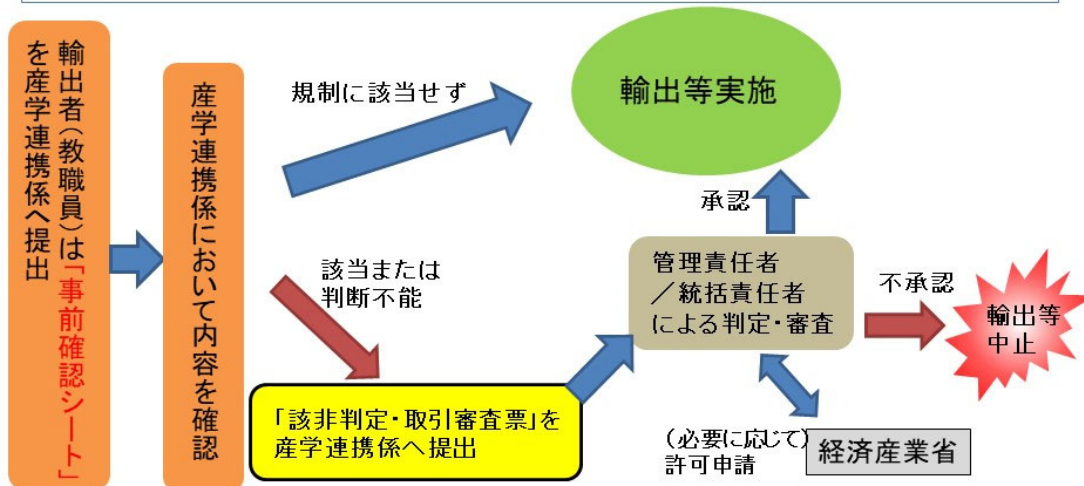 輸出者(教職員)は「事前確認シート」
を産学連携係へ提出
産学連携係において内容を確認
規制に該当せず
輸出等実施
承認
該当または
判断不能
管理責任者
/統括責任者
による判定・審査
不承認
輸出等
中止
「該非判定・取引審査票」を
産学連携係へ提出
(必要に応じて)
許可申請
経済産業省